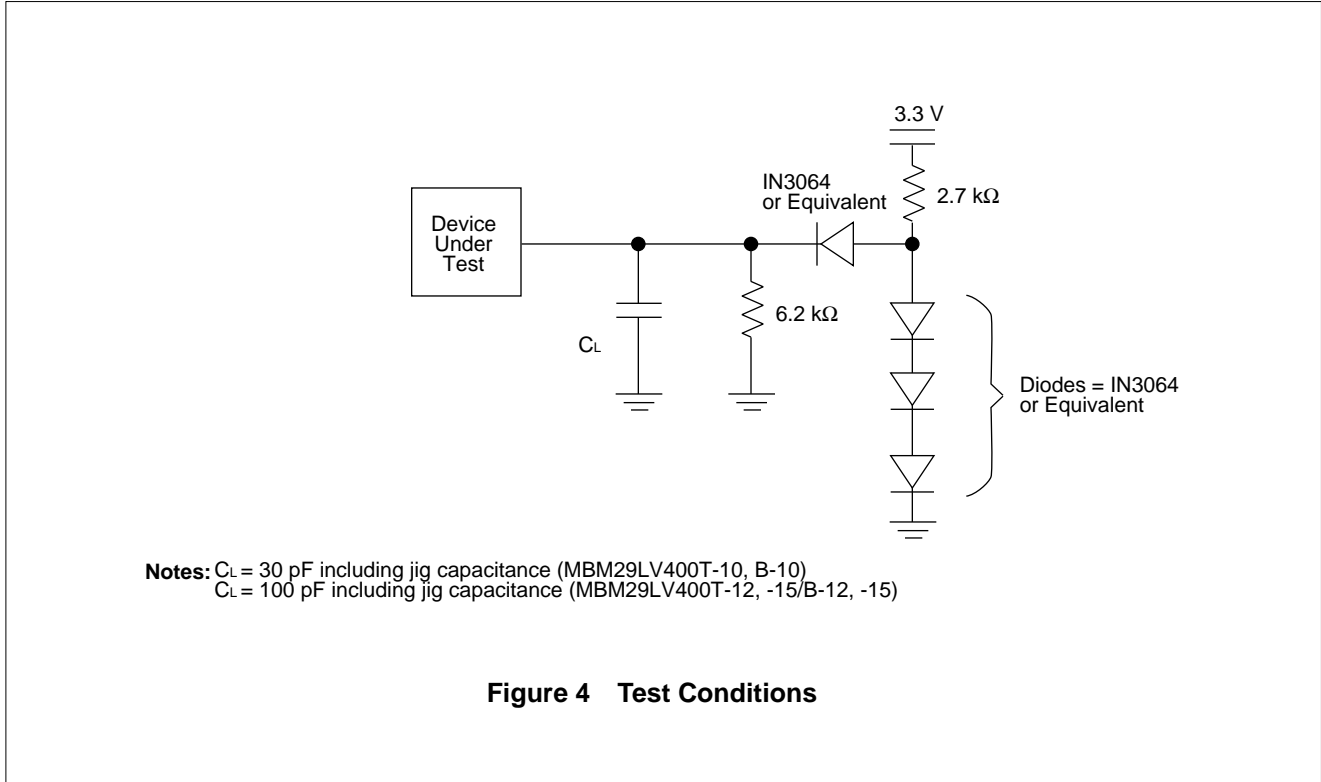 3.3 V
2.7 kΩ
IN3064
or Equivalent
Device
Under
Test
6.2 kΩ
CL
Diodes = IN3064
or Equivalent
Notes: CL = 30 pF including jig capacitance (MBM29LV400T-10, B-10)
CL = 100 pF including jig capacitance (MBM29LV400T-12, -15/B-12, -15)
Figure 4 Test Conditions